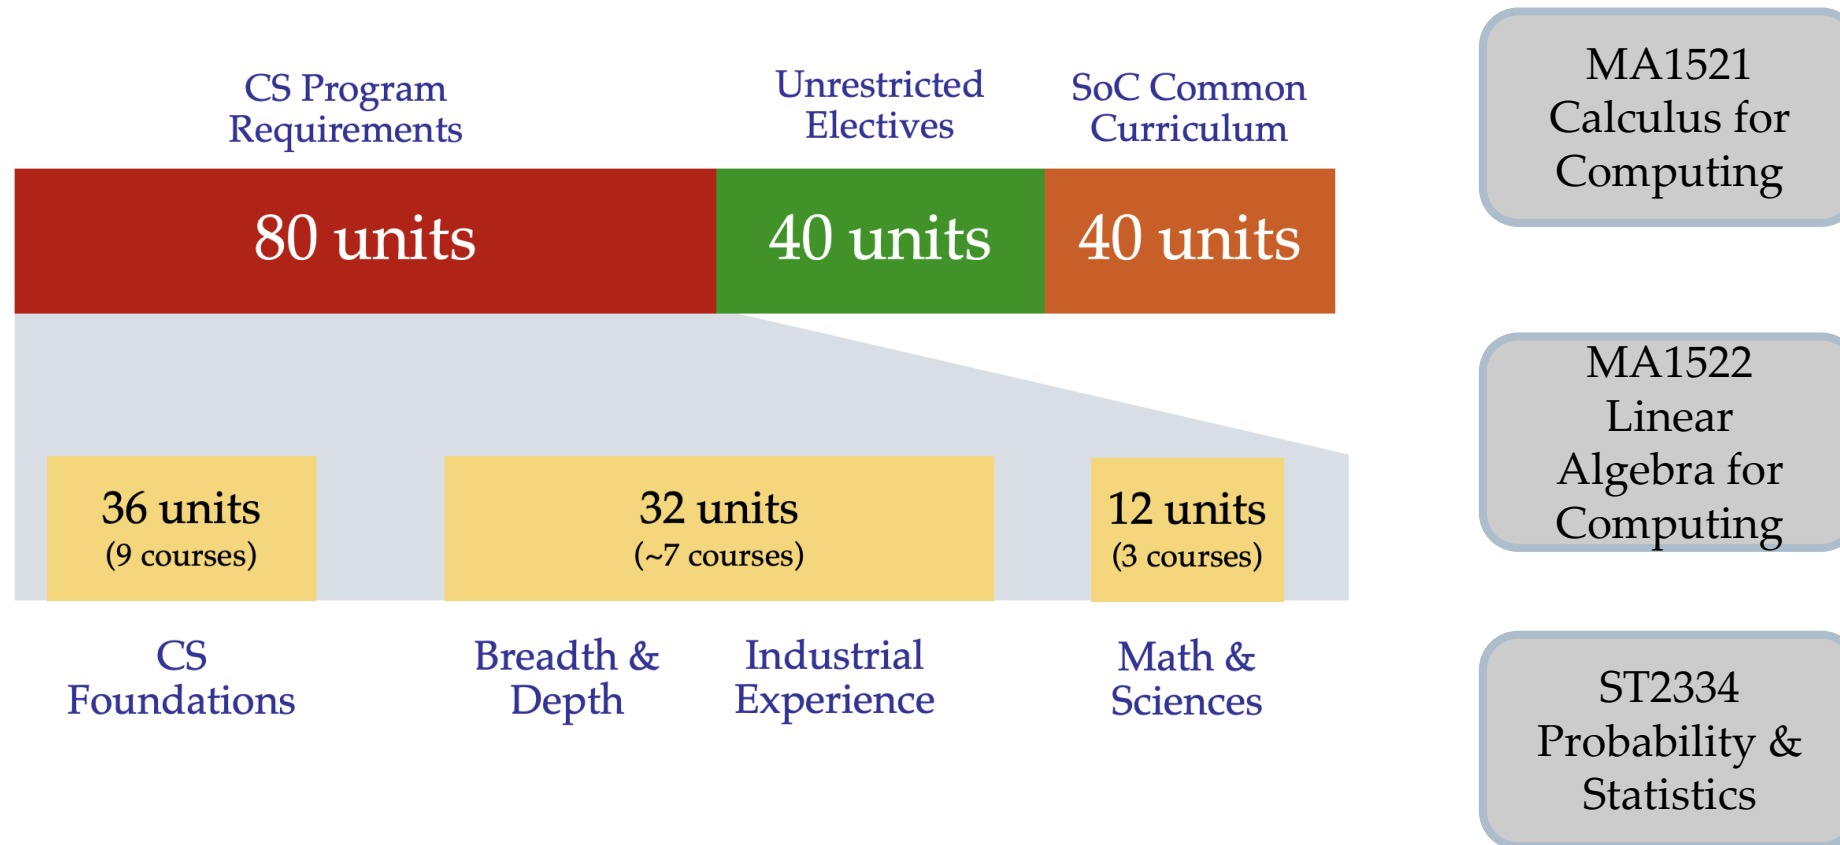 CS Program
Requirements
Unrestricted
Electives
SoC Common
Curriculum
80 units
40 units
40 units
36 units
(9 courses)
32 units
(~7 courses)
12 units
(3 courses)
CS
Foundations
Breadth &
Depth
Industrial
Experience
Math &
Sciences
MA1521
Calculus for
Computing
MA1522
Linear
Algebra for
Computing
ST2334
Probability &
Statistics